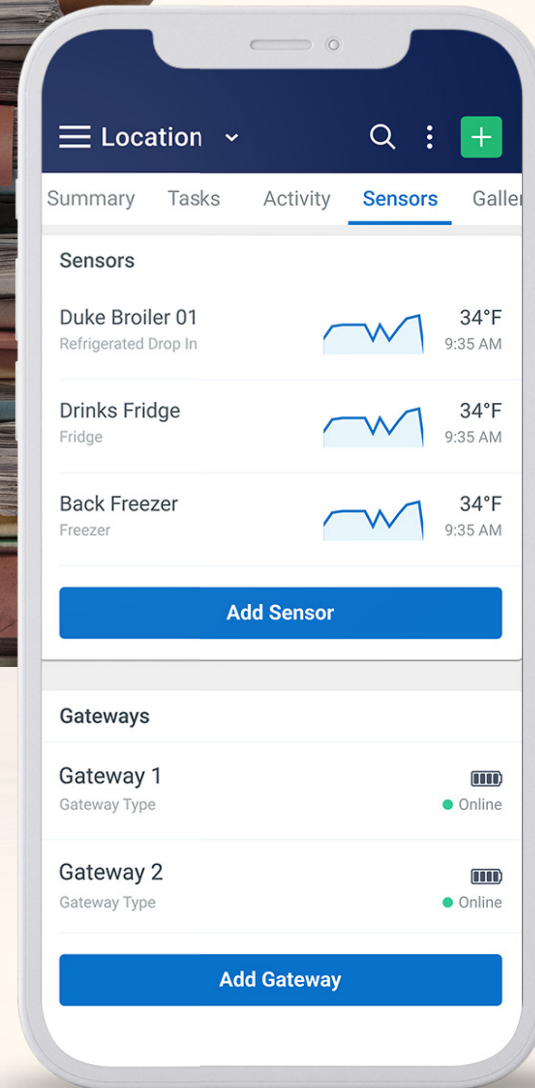 Location
Summary Tasks Activity Sensors Galler
Sensors
Duke Broiler 01 34°F
Refrigerated Drop In 9:35 AM
Drinks Fridge 34°F
Fridge 9:35 AM
Back Freezer 34°F
Freezer 9:35 AM
Add Sensor
Gateways
Gateway 1
Gateway Type Online
Gateway 2
Gateway Type Online
Add Gateway